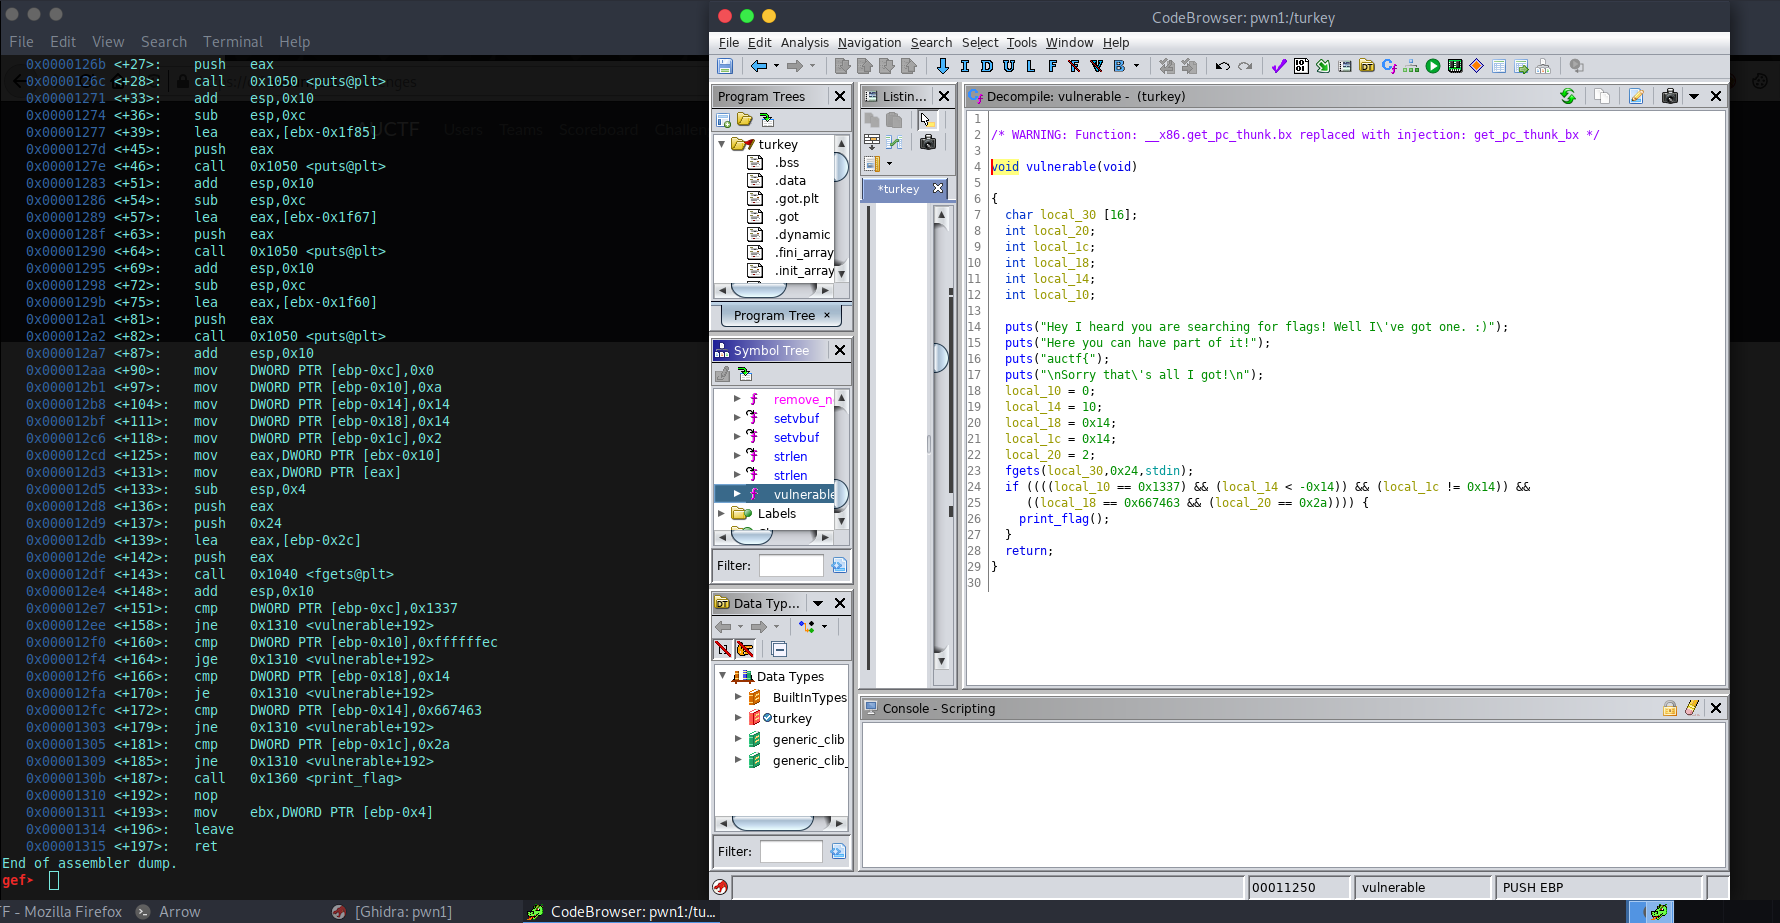 File Edit View Search Terminal Help
AUCTF Users Teams Scoreboard
0x0000126b <+27>: push eax
0x0000126c <+28>: call 0x1050 <puts@plt>
0x00001271 <+33>: add esp,0x10
0x00001274 <+36>: sub esp,0xc
0x00001277 <+39>: lea eax,[ebx-0x1f85]
0x0000127d <+45>: push eax
0x0000127e <+46>: call 0x1050 <puts@plt>
0x00001283 <+51>: add esp,0x10
0x00001286 <+54>: sub esp,0xc
0x00001289 <+57>: lea eax,[ebx-0x1f67]
0x0000128f <+63>: push eax
0x00001290 <+64>: call 0x1050 <puts@plt>
0x00001295 <+69>: add esp,0x10
0x00001298 <+72>: sub esp,0xc
0x0000129b <+75>: lea eax,[ebx-0x1f60]
0x000012a1 <+81>: push eax
0x000012a2 <+82>: call 0x1050 <puts@plt>
0x000012a7 <+87>: add esp,0x10
0x000012aa <+90>: mov DWORD PTR [ebp-0xc],0x0
0x000012b1 <+97>: mov DWORD PTR [ebp-0x10],0xa
0x000012b8 <+104>: mov DWORD PTR [ebp-0x14],0x14
0x000012bf <+111>: mov DWORD PTR [ebp-0x18],0x14
0x000012c6 <+118>: mov DWORD PTR [ebp-0x1c],0x2
0x000012cd <+125>: mov eax,DWORD PTR [ebx-0x10]
0x000012d3 <+131>: mov eax,DWORD PTR [eax]
0x000012d5 <+133>: sub esp,0x4
0x000012d8 <+136>: push eax
0x000012d9 <+137>: push 0x24
0x000012db <+139>: lea eax,[ebp-0x2c]
0x000012de <+142>: push eax
0x000012df <+143>: call 0x1040 <fgets@plt>
0x000012e4 <+148>: add esp,0x10
0x000012e7 <+151>: cmp DWORD PTR [ebp-0xc],0x1337
0x000012ee <+158>: jne 0x1310 <vulnerable+192>
0x000012f0 <+160>: cmp DWORD PTR [ebp-0x10],0xffffffec
0x000012f4 <+164>: jge 0x1310 <vulnerable+192>
0x000012f6 <+166>: cmp DWORD PTR [ebp-0x18],0x14
0x000012fa <+170>: je 0x1310 <vulnerable+192>
0x000012fc <+172>: cmp DWORD PTR [ebp-0x14],0x667463
0x00001303 <+179>: jne 0x1310 <vulnerable+192>
0x00001305 <+181>: cmp DWORD PTR [ebp-0x1c],0x2a
0x00001309 <+185>: jne 0x1310 <vulnerable+192>
0x0000130b <+187>: call 0x1360 <print_flag>
0x00001310 <+192>: nop
0x00001311 <+193>: mov ebx,DWORD PTR [ebp-0x4]
0x00001314 <+196>: leave
0x00001315 <+197>: ret
End of assembler dump.
gef➤
CodeBrowser: pwn1:/turkey
File Edit Analysis Navigation Search Select Tools Window Help
I D U L F F V B
Program Trees
turkey
.bss
.data
.got.plt
.got
.dynamic
.fini_array
.init_array
Program Tree ×
Symbol Tree
remove_n
setvbuf
setvbuf
strlen
strlen
vulnerable
Labels
Filter:
Data Typ...
Data Types
BuiltInTypes
turkey
generic_clib
generic_clib_
Filter:
Listin...
*turkey
Decompile: vulnerable - (turkey)
1
2 /* WARNING: Function: __x86.get_pc_thunk.bx replaced with injection: get_pc_thunk_bx */
3
4 void vulnerable(void)
5
6 {
7 char local_30 [16];
8 int local_20;
9 int local_1c;
10 int local_18;
11 int local_14;
12 int local_10;
13
14 puts("Hey I heard you are searching for flags! Well I\'ve got one. :)");
15 puts("Here you can have part of it!");
16 puts("auctf{");
17 puts("\nSorry that\'s all I got!\n");
18 local_10 = 0;
19 local_14 = 10;
20 local_18 = 0x14;
21 local_1c = 0x14;
22 local_20 = 2;
23 fgets(local_30,0x24,stdin);
24 if ((((local_10 == 0x1337) && (local_14 < -0x14)) && (local_1c != 0x14)) &&
25 ((local_18 == 0x667463 && (local_20 == 0x2a)))) {
26 print_flag();
27 }
28 return;
29 }
30
Console - Scripting
00011250 vulnerable PUSH EBP
TF - Mozilla Firefox Arrow [Ghidra: pwn1] CodeBrowser: pwn1:/tu...